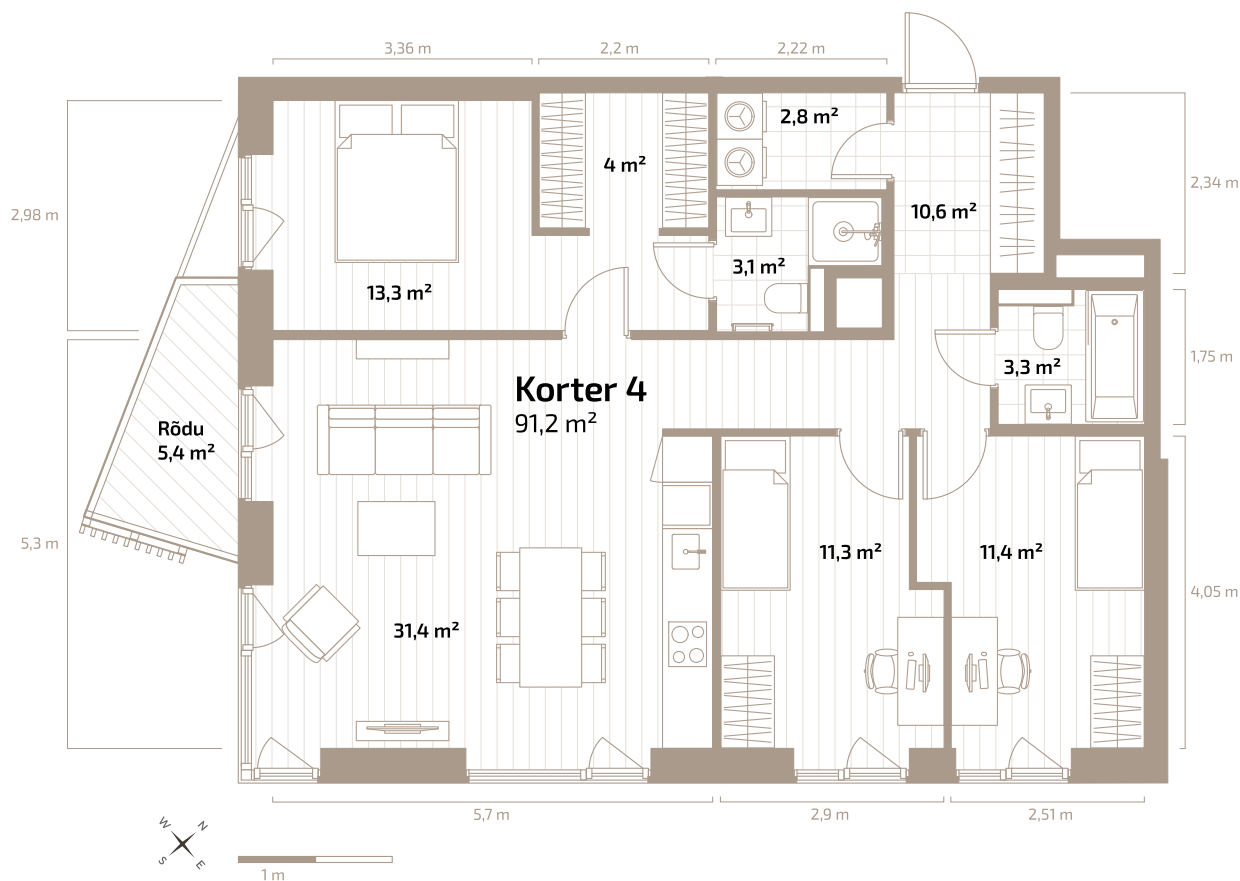 3,36 m
2,2 m
2,22 m
2,8 m²
4 m²
2,34 m
2,98 m
10,6 m²
3,1 m²
13,3 m²
1,75 m
3,3 m²
Korter 4
91,2 m²
Rõdu
5,4 m²
5,3 m
11,3 m²
11,4 m²
4,05 m
31,4 m²
5,7 m
2,9 m
2,51 m
W
N
S
E
1 m